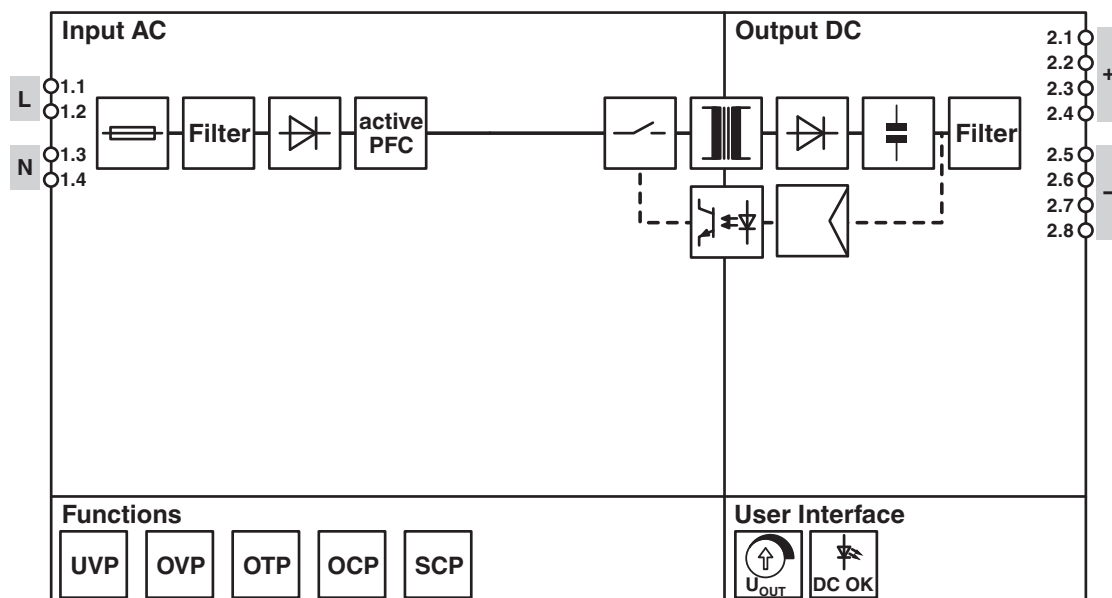 Input AC
Output DC
L
1.1
1.2
N
1.3
1.4
Filter
active
PFC
Filter
2.1
2.2
2.3
2.4
+
2.5
2.6
2.7
2.8
–
Functions
UVP
OVP
OTP
OCP
SCP
User Interface
UOUT
DC OK